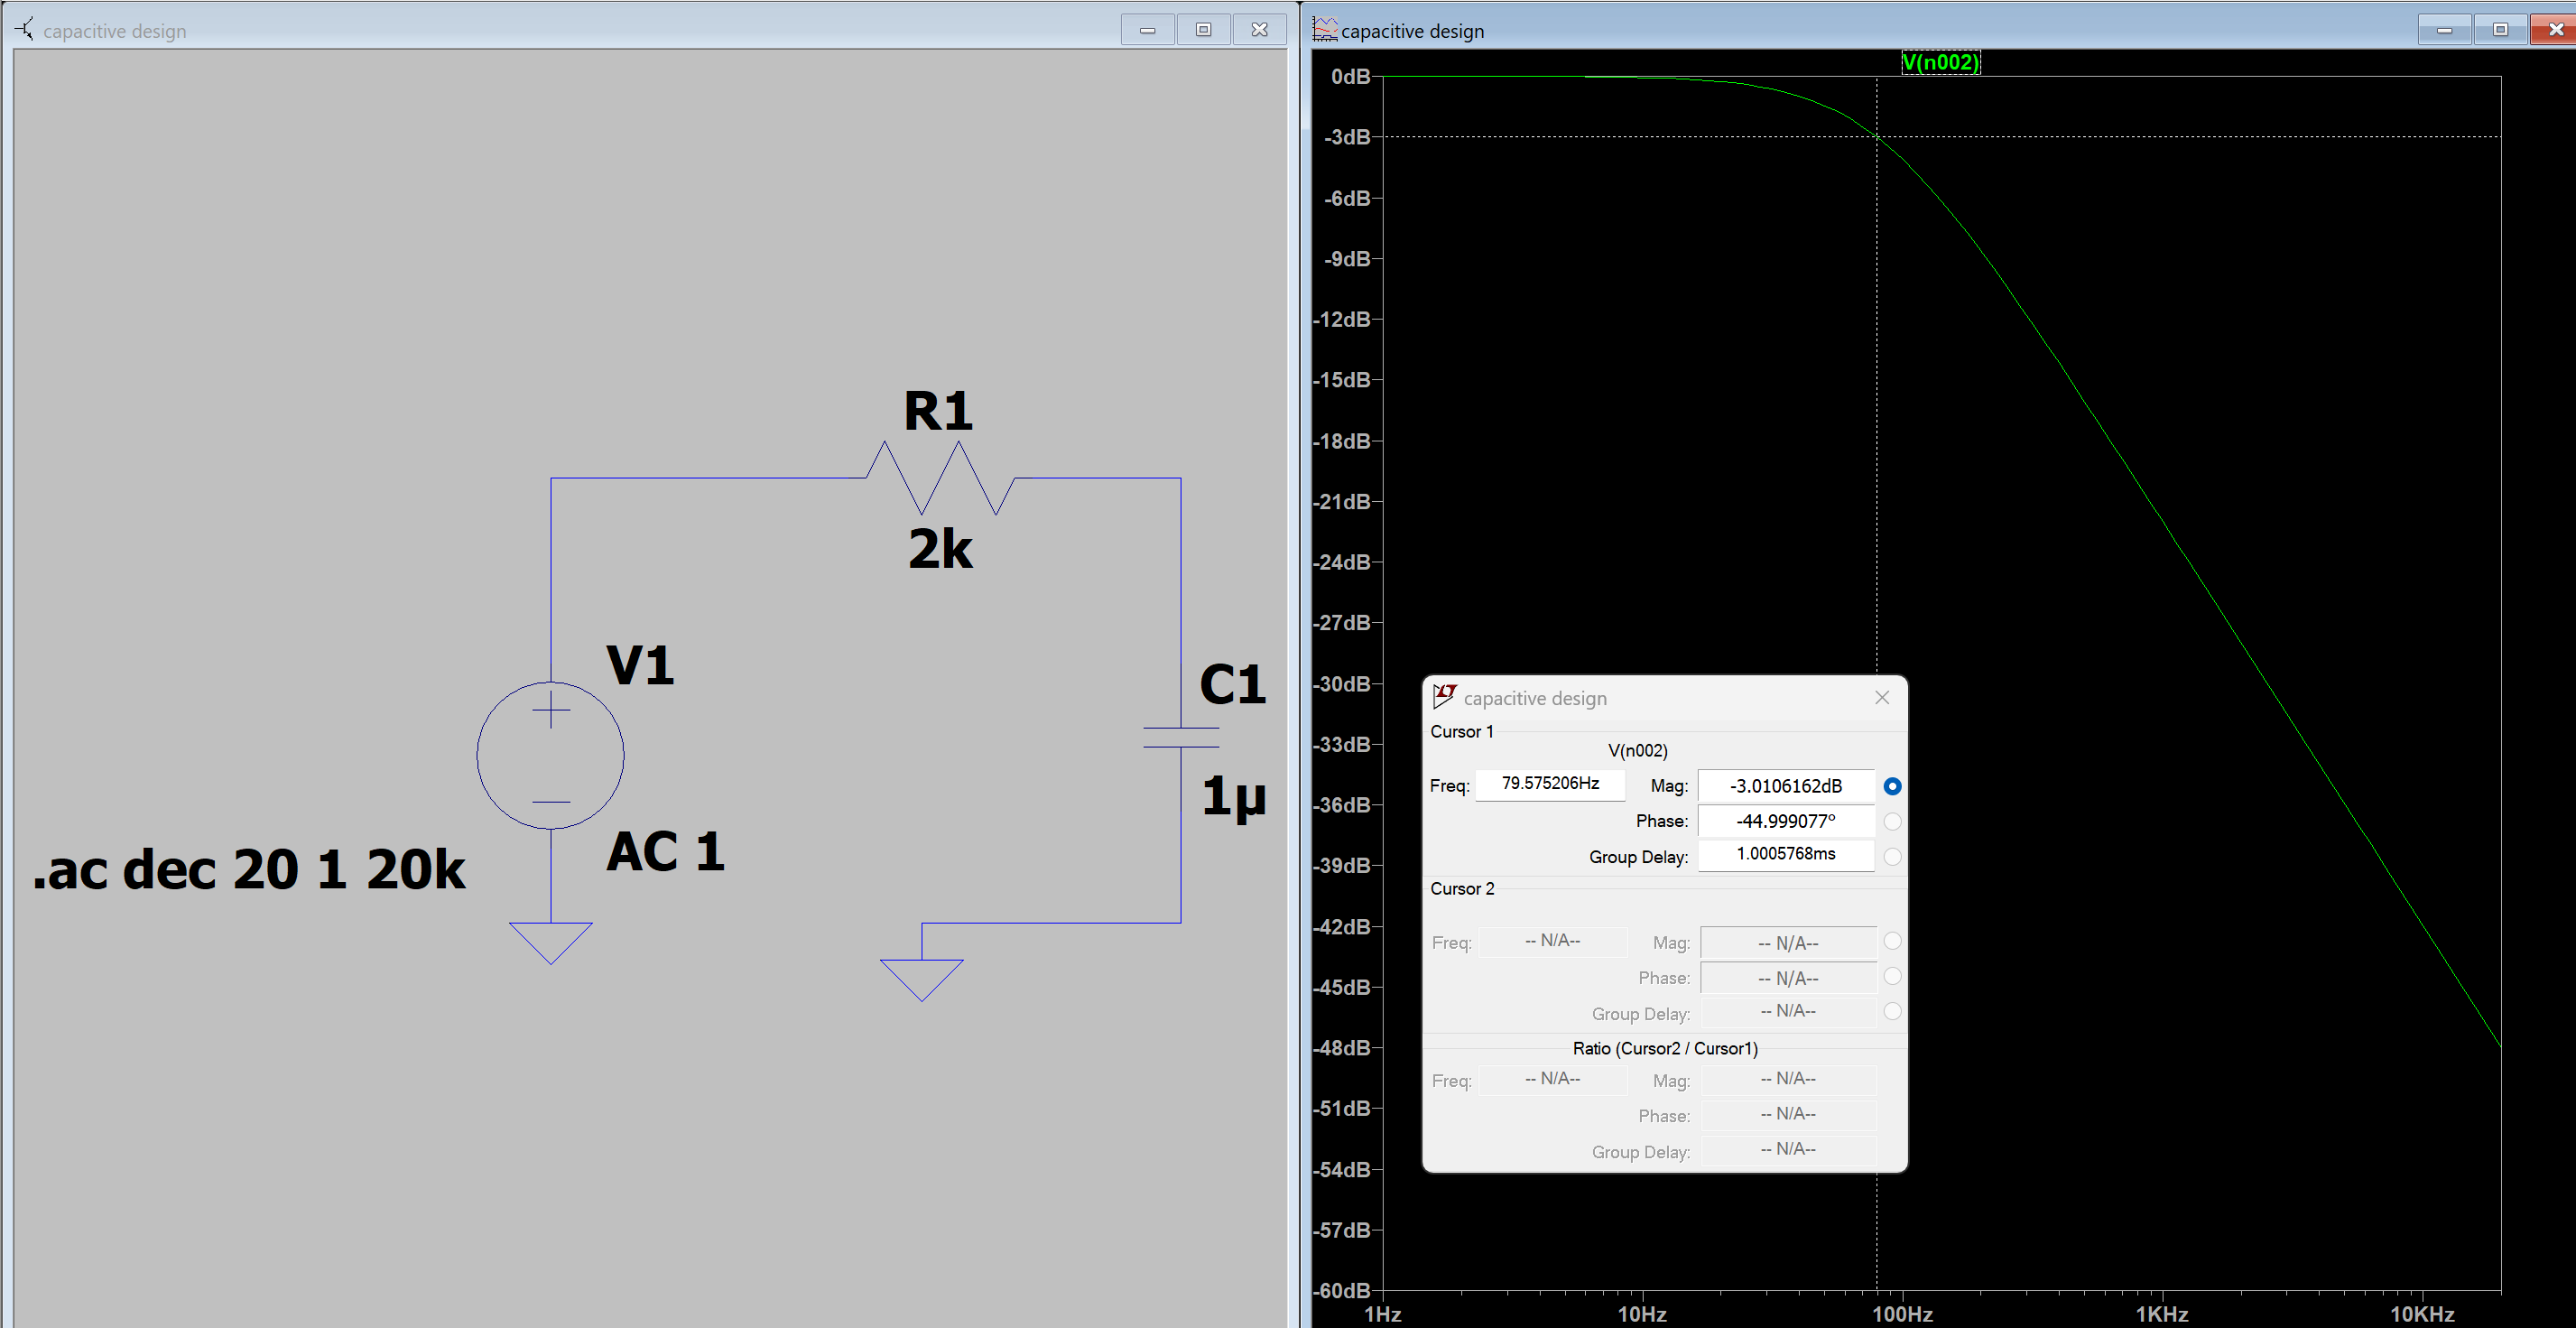 capacitive design
R1
2k
V1
C1
1µ
AC 1
.ac dec 20 1 20k
capacitive design
V(n002)
0dB
-3dB
-6dB
-9dB
-12dB
-15dB
-18dB
-21dB
-24dB
-27dB
-30dB
-33dB
-36dB
-39dB
-42dB
-45dB
-48dB
-51dB
-54dB
-57dB
-60dB
1Hz 10Hz 100Hz 1KHz 10KHz
LT capacitive design
Cursor 1
V(n002)
Freq: 79.575206Hz Mag: -3.0106162dB
Phase: -44.999077°
Group Delay: 1.0005768ms
Cursor 2
Freq: -- N/A-- Mag: -- N/A--
Phase: -- N/A--
Group Delay: -- N/A--
Ratio (Cursor2 / Cursor1)
Freq: -- N/A-- Mag: -- N/A--
Phase: -- N/A--
Group Delay: -- N/A--